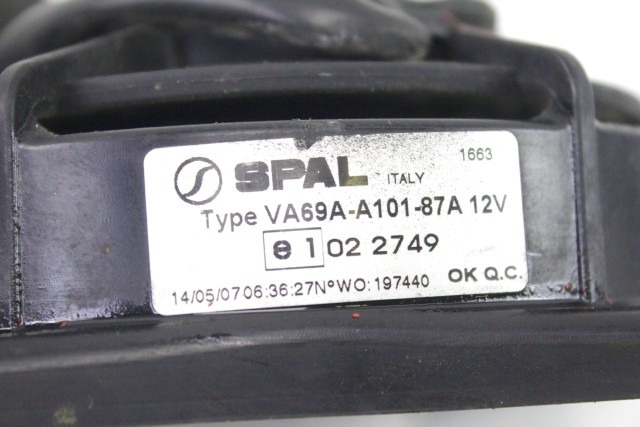 SPAL ITALY 1663
Type VA69A-A101-87A 12V
e1 02 2749
14/05/07 06:36:27 N° WO: 197440 OK Q.C.